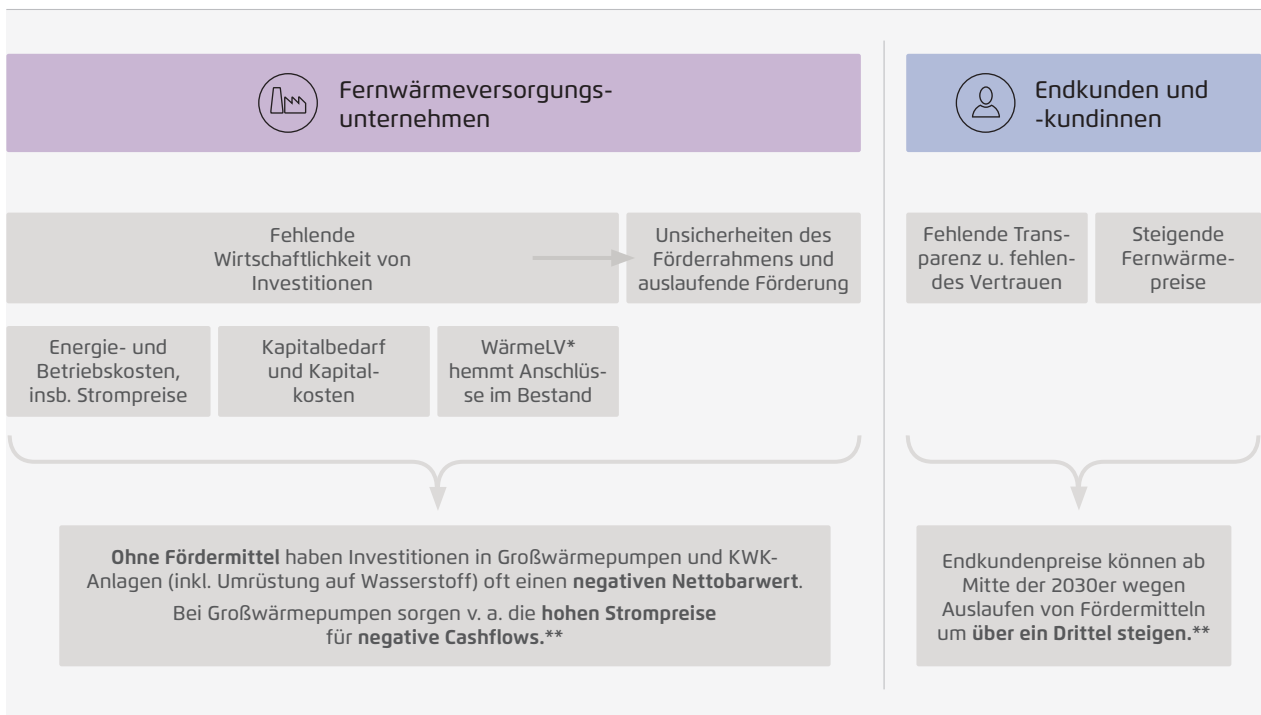 Fernwärmeversorgungs-
unternehmen
Endkunden und
-kundinnen
Fehlende
Wirtschaftlichkeit von
Investitionen
Unsicherheiten des
Förderrahmens und
auslaufende Förderung
Fehlende Trans-
parenz u. fehlen-
des Vertrauen
Steigende
Fernwärme-
preise
Energie- und
Betriebskosten,
insb. Strompreise
Kapitalbedarf
und Kapital-
kosten
WärmeLV*
hemmt Anschlüs-
se im Bestand
Ohne Fördermittel haben Investitionen in Großwärmepumpen und KWK-
Anlagen (inkl. Umrüstung auf Wasserstoff) oft einen negativen Nettobarwert.
Bei Großwärmepumpen sorgen v. a. die hohen Strompreise
für negative Cashflows.**
Endkundenpreise können ab
Mitte der 2030er wegen
Auslaufen von Fördermitteln
um über ein Drittel steigen.**